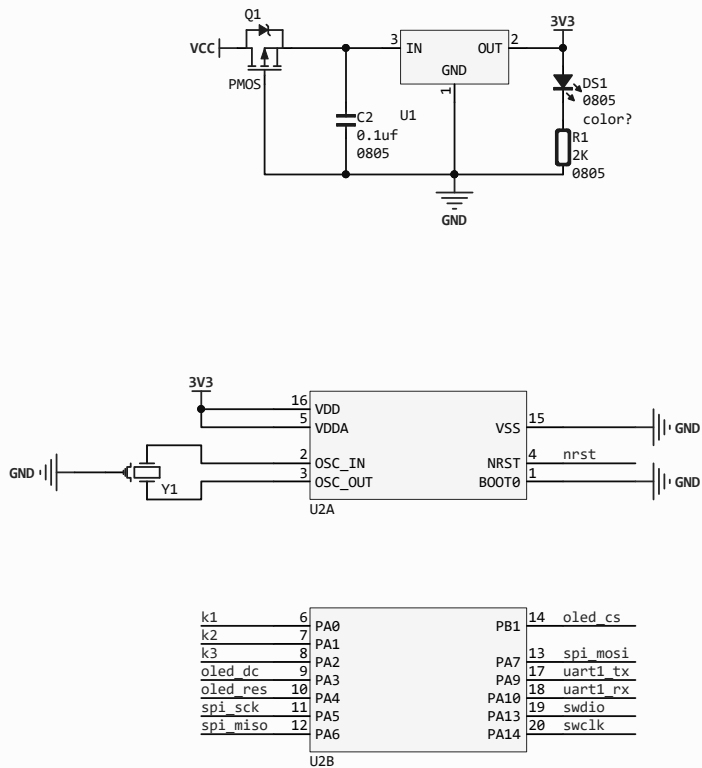 Q1
VCC
PMOS
3 IN OUT 2
GND
1
U1
C2
0.1uf
0805
3V3
DS1
0805
color?
R1
2K
0805
GND
3V3
16 VDD
5 VDDA
2 OSC_IN
3 OSC_OUT
VSS 15 GND
NRST 4 nrst
BOOT0 1 GND
GND
Y1
U2A
k1 6 PA0
k2 7 PA1
k3 8 PA2
oled_dc 9 PA3
oled_res 10 PA4
spi_sck 11 PA5
spi_miso 12 PA6
PB1 14 oled_cs
PA7 13 spi_mosi
PA9 17 uart1_tx
PA10 18 uart1_rx
PA13 19 swdio
PA14 20 swclk
U2B